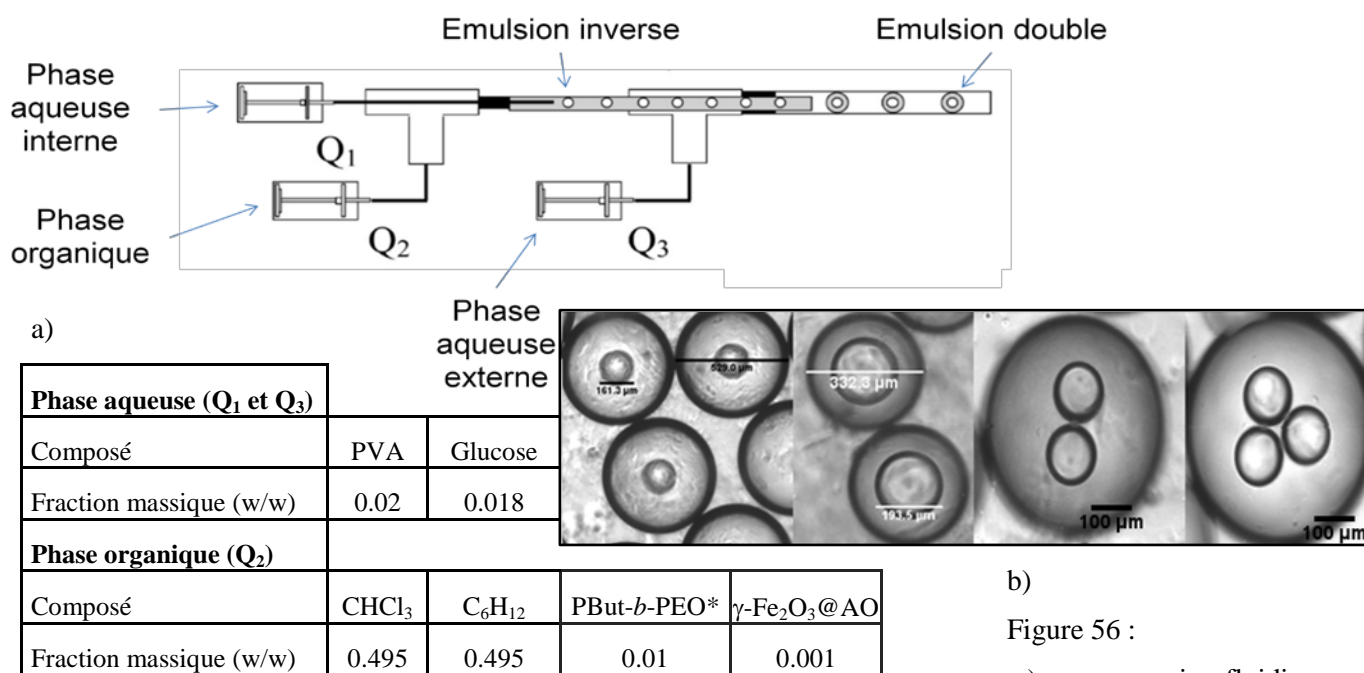 Emulsion inverse
Emulsion double
Phase
aqueuse
interne
Q₁
Phase
organique
Q₂
Q₃
Phase
aqueuse
externe
a)
161.3 µm
529.0 µm
332.3 µm
193.5 µm
100 µm
100 µm
Phase aqueuse (Q₁ et Q₃)
Composé PVA Glucose
Fraction massique (w/w) 0.02 0.018
Phase organique (Q₂)
Composé CHCl₃ C₆H₁₂ PBut-b-PEO* γ-Fe₂O₃@AO
Fraction massique (w/w) 0.495 0.495 0.01 0.001
b)
Figure 56 :